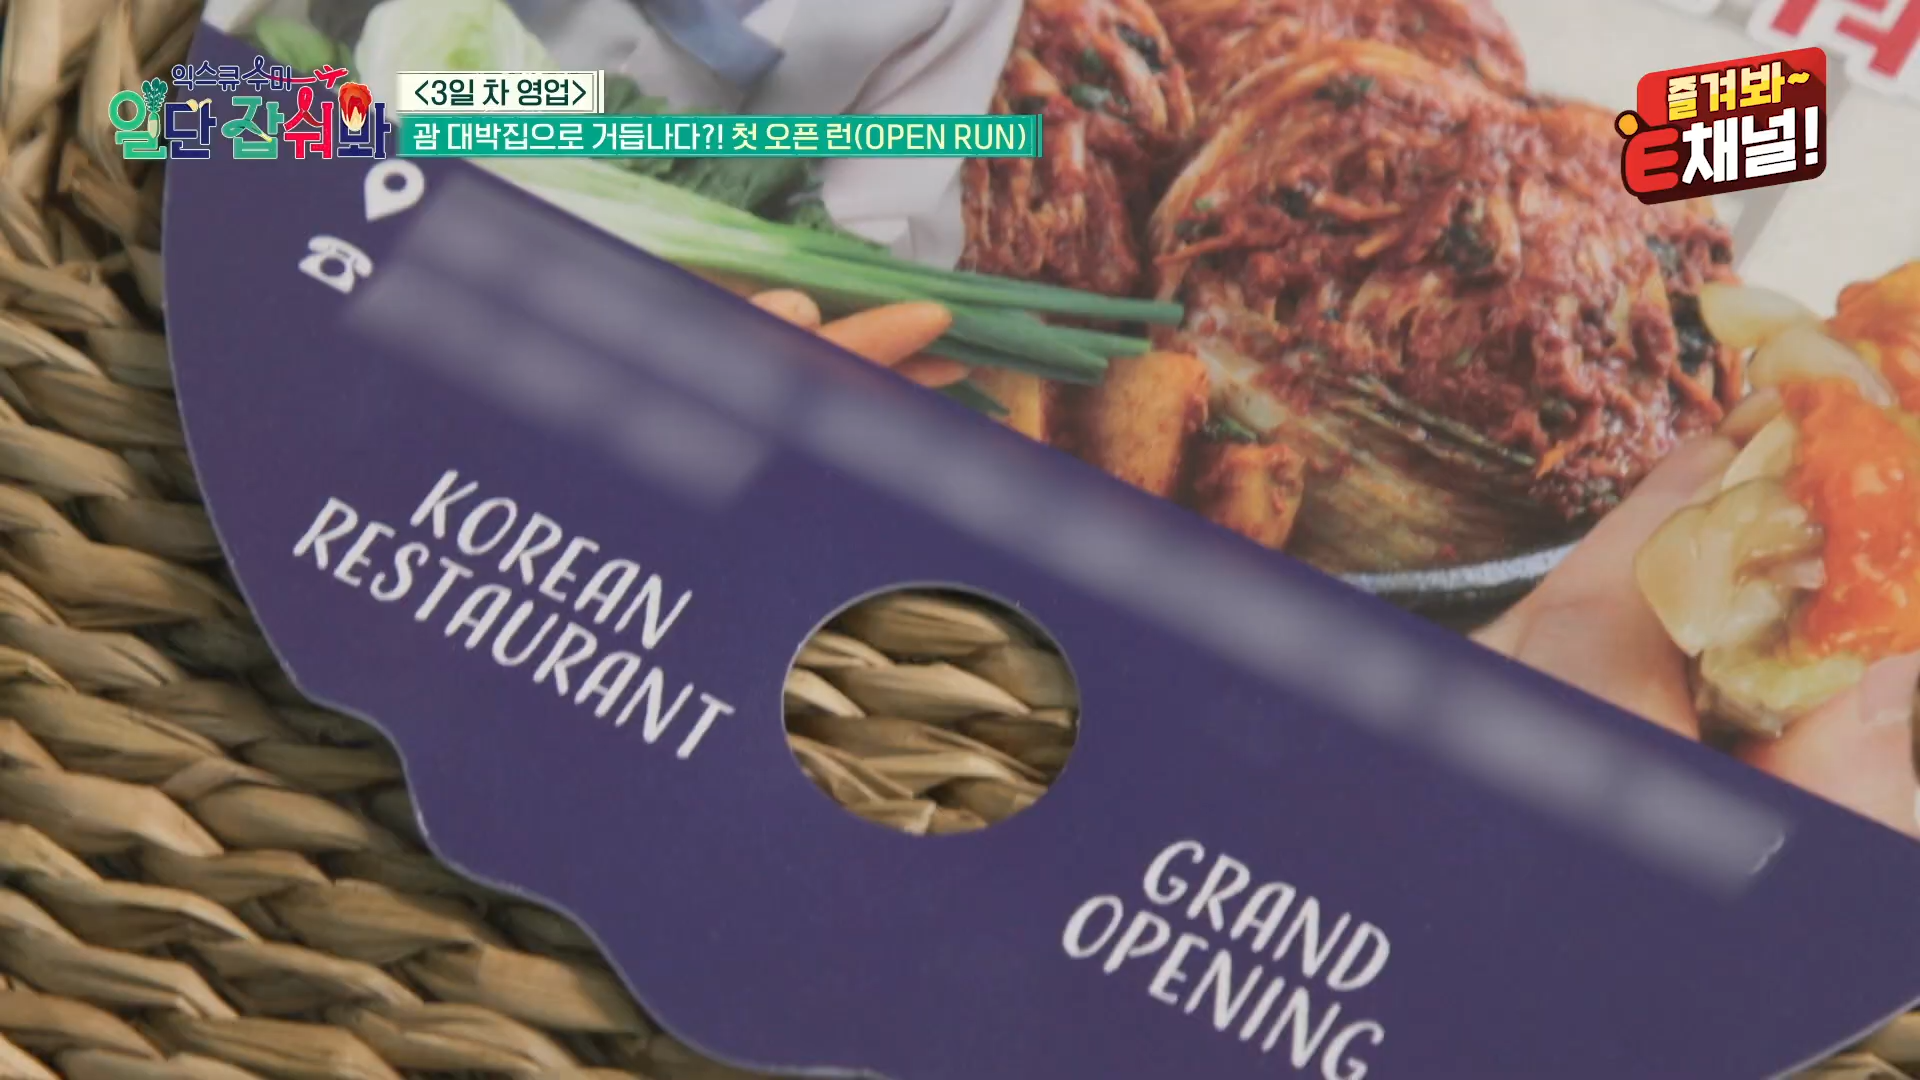 익스큐수미
일단 잡숴봐
<3일 차 영업>
괌 대박집으로 거듭나다?! 첫 오픈 런(OPEN RUN)
즐겨봐~
E채널!
KOREAN
RESTAURANT
GRAND
OPENING